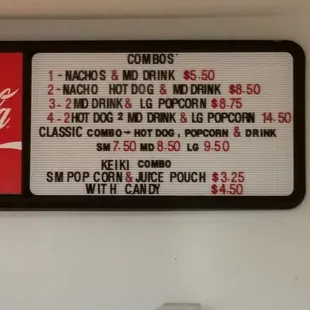 COMBOS'
1 - NACHOS & MD DRINK $5.50
2 - NACHO HOT DOG & MD DRINK $8.50
3 - 2 MD DRINK & LG POPCORN $8.75
4 - 2 HOT DOG 2 MD DRINK & LG POPCORN 14.50
CLASSIC COMBO → HOT DOG, POPCORN & DRINK
SM 7.50 MD 8.50 LG 9.50
KEIKI COMBO
SM POP CORN & JUICE POUCH $3.25
WITH CANDY $4.50